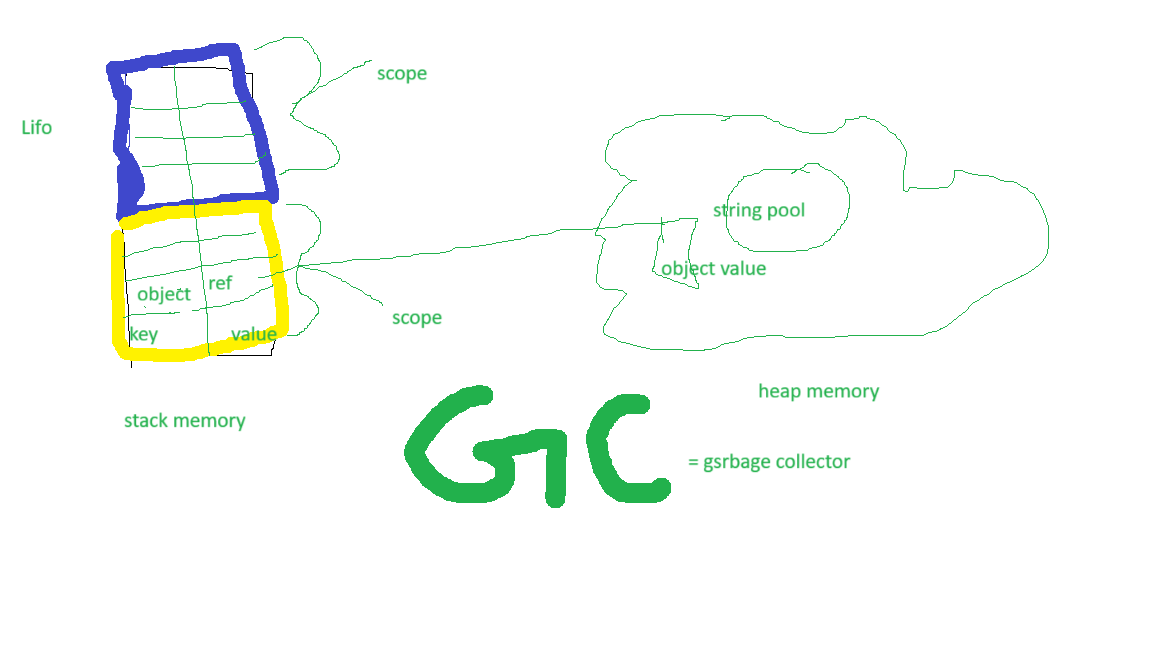 scope
Lifo
string pool
object value
object
ref
scope
key
value
heap memory
stack memory
GC
= gsrbage collector